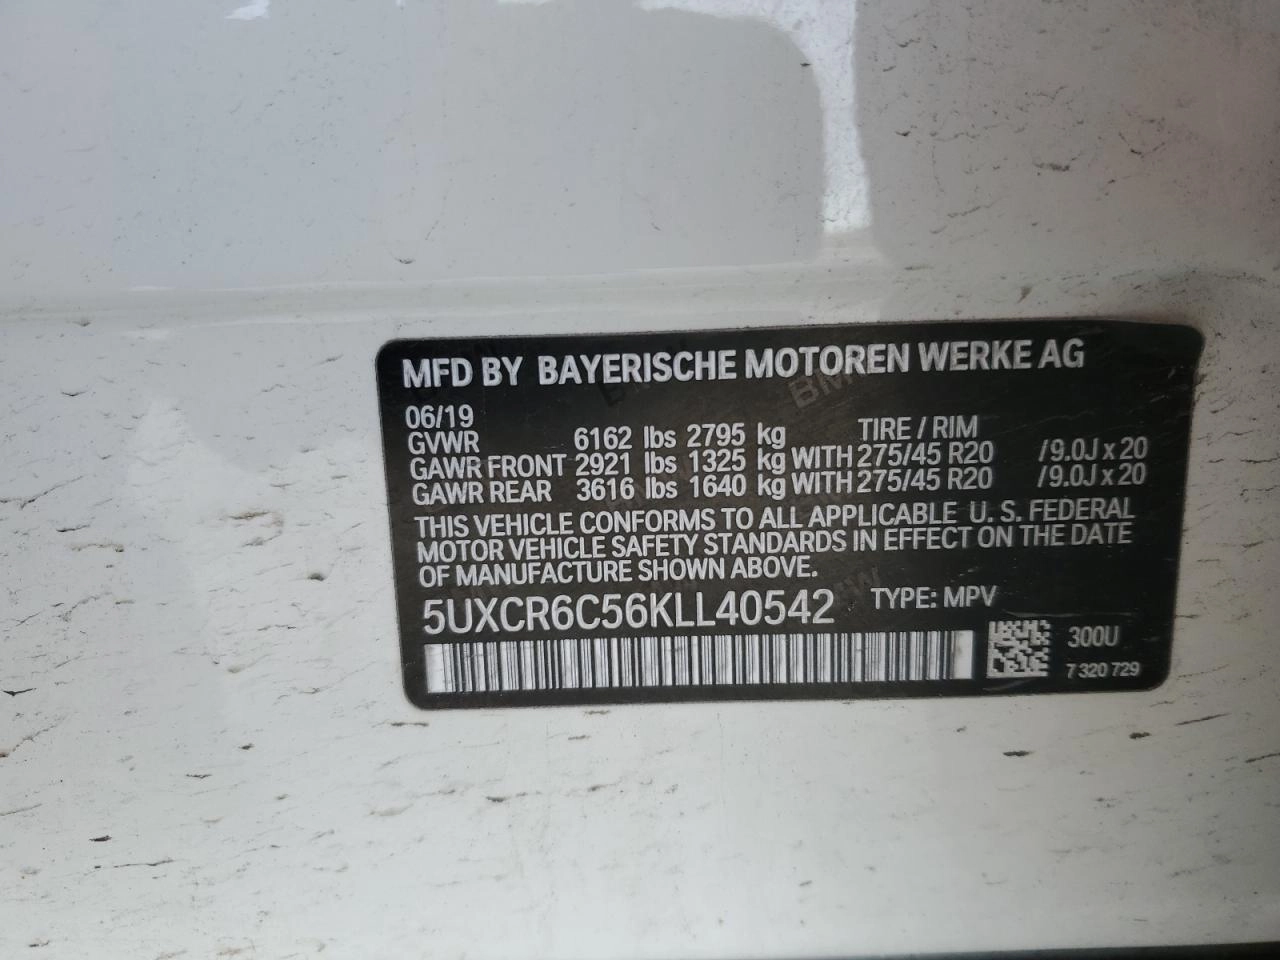 MFD BY BAYERISCHE MOTOREN WERKE AG
06/19
GVWR 6162 lbs 2795 kg TIRE / RIM
GAWR FRONT 2921 lbs 1325 kg WITH 275/45 R20 /9.0J x 20
GAWR REAR 3616 lbs 1640 kg WITH 275/45 R20 /9.0J x 20
THIS VEHICLE CONFORMS TO ALL APPLICABLE U. S. FEDERAL
MOTOR VEHICLE SAFETY STANDARDS IN EFFECT ON THE DATE
OF MANUFACTURE SHOWN ABOVE.
5UXCR6C56KLL40542 TYPE: MPV
300U
7 320 729